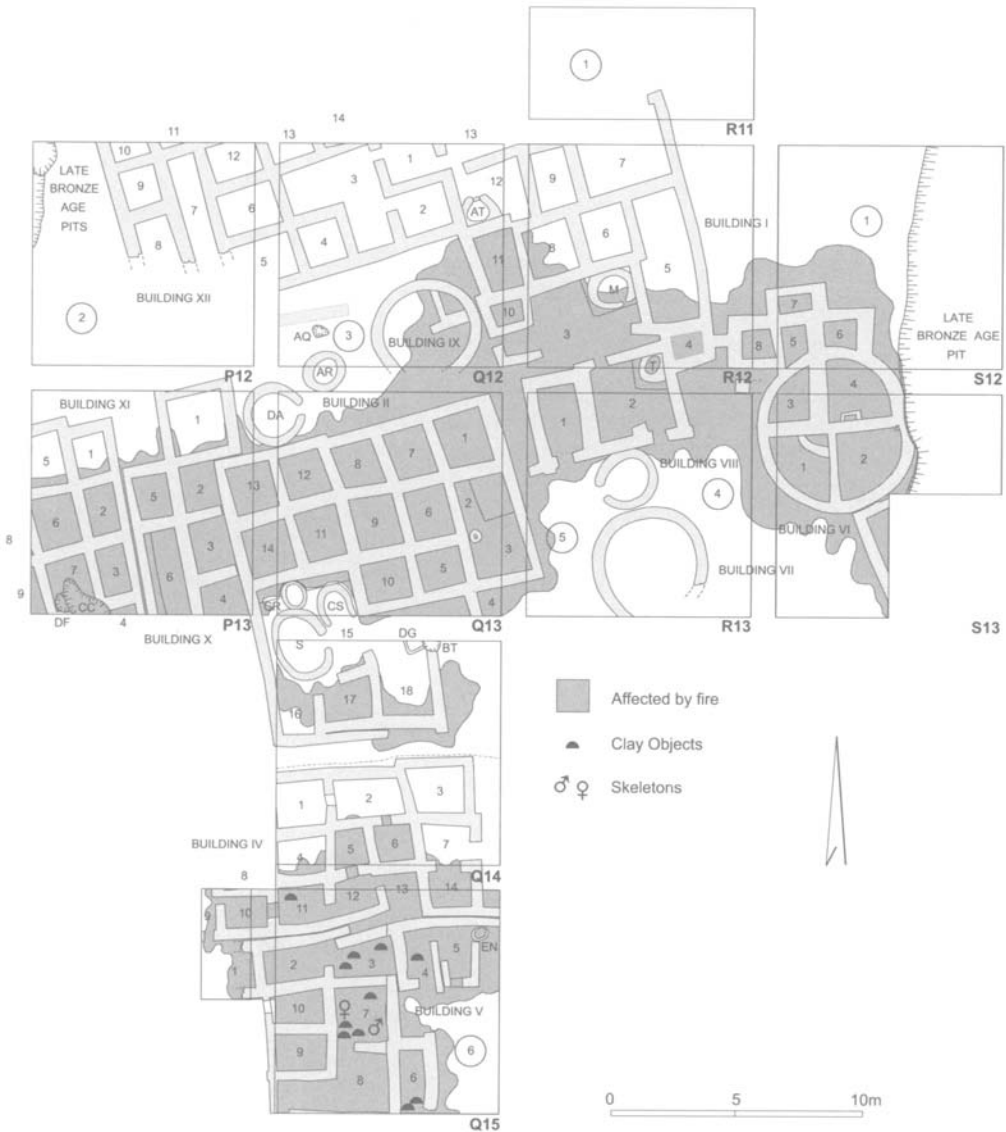 1
R11
14
11
13
13
10
12
1
7
LATE
BRONZE
AGE
PITS
9
3
12
9
1
7
6
2
AT
BUILDING I
8
5
4
11
8
6
5
BUILDING XII
M
7
LATE
BRONZE AGE
PIT
2
10
3
AQ
3
BUILDING IX
4
8
5
6
AR
T
P12
Q12
R12
S12
BUILDING XI
BUILDING II
DA
1
1
2
3
4
5
1
1
12
8
7
BUILDING VIII
5
2
13
1
2
6
2
4
8
3
14
11
9
6
2
3
5
BUILDING VI
7
3
6
10
5
BUILDING VII
9
CC
4
GR
CS
4
DF
4
BUILDING X
P13
Q13
R13
S13
S
15
DG
BT
17
18
16
Affected by fire
Clay Objects
♂ ♀ Skeletons
1
2
3
BUILDING IV
4
5
6
7
8
Q14
10
11
12
13
14
1
2
3
4
5
EN
10
♀
7
♂
BUILDING V
6
9
8
6
0
5
10m
Q15